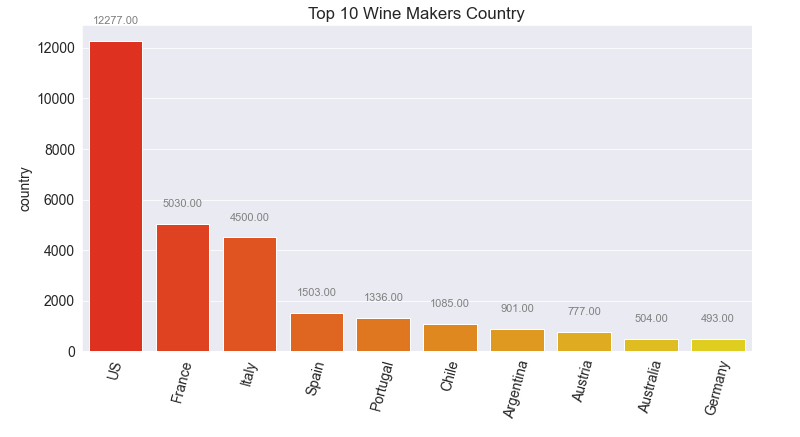 Top 10 Wine Makers Country
12277.00
5030.00
4500.00
1503.00
1336.00
1085.00
901.00
777.00
504.00
493.00
country
12000
10000
8000
6000
4000
2000
0
US
France
Italy
Spain
Portugal
Chile
Argentina
Austria
Australia
Germany